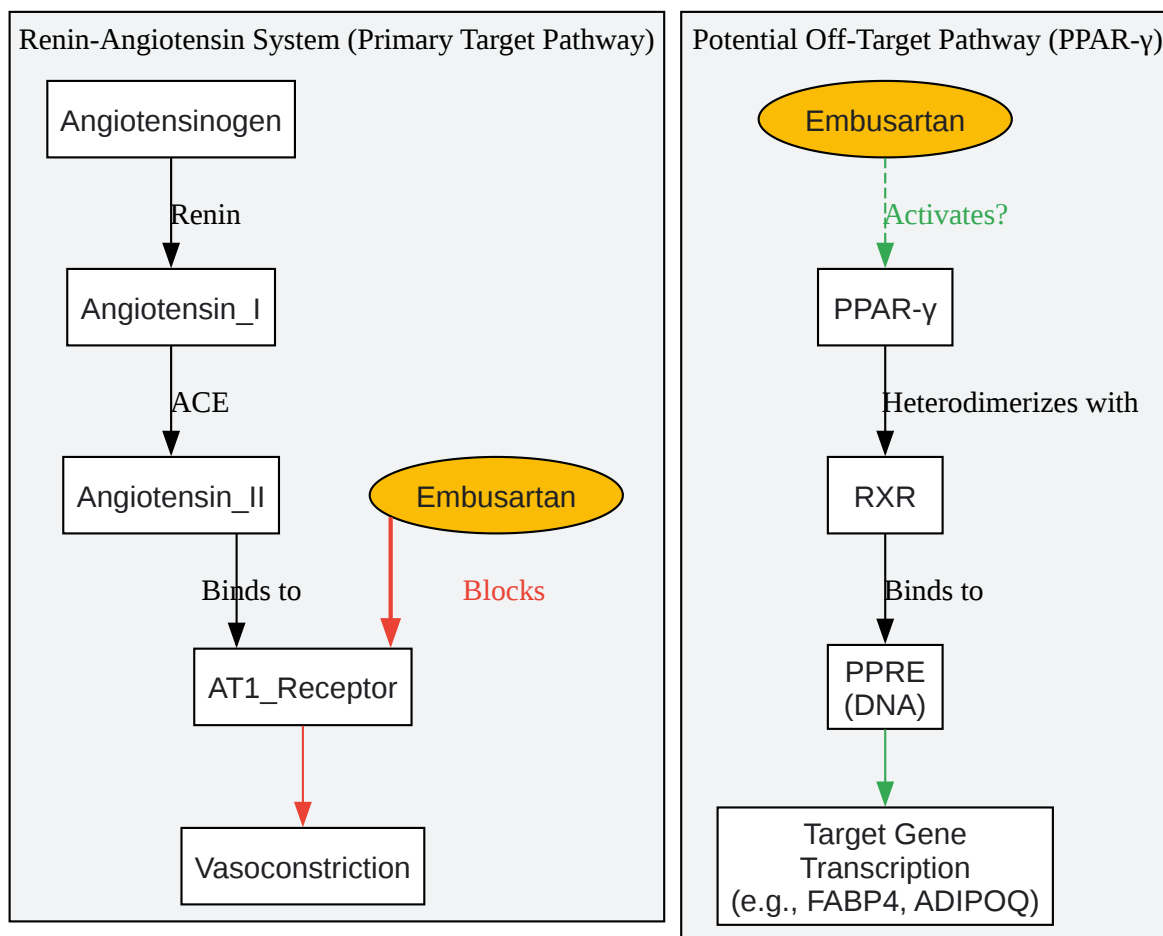 Renin-Angiotensin System (Primary Target Pathway)
Angiotensinogen
Renin
Angiotensin_I
ACE
Angiotensin_II
Embusartan
Binds to
Blocks
AT1_Receptor
Vasoconstriction
Potential Off-Target Pathway (PPAR-γ)
Embusartan
Activates?
PPAR-γ
Heterodimerizes with
RXR
Binds to
PPRE
(DNA)
Target Gene
Transcription
(e.g., FABP4, ADIPOQ)